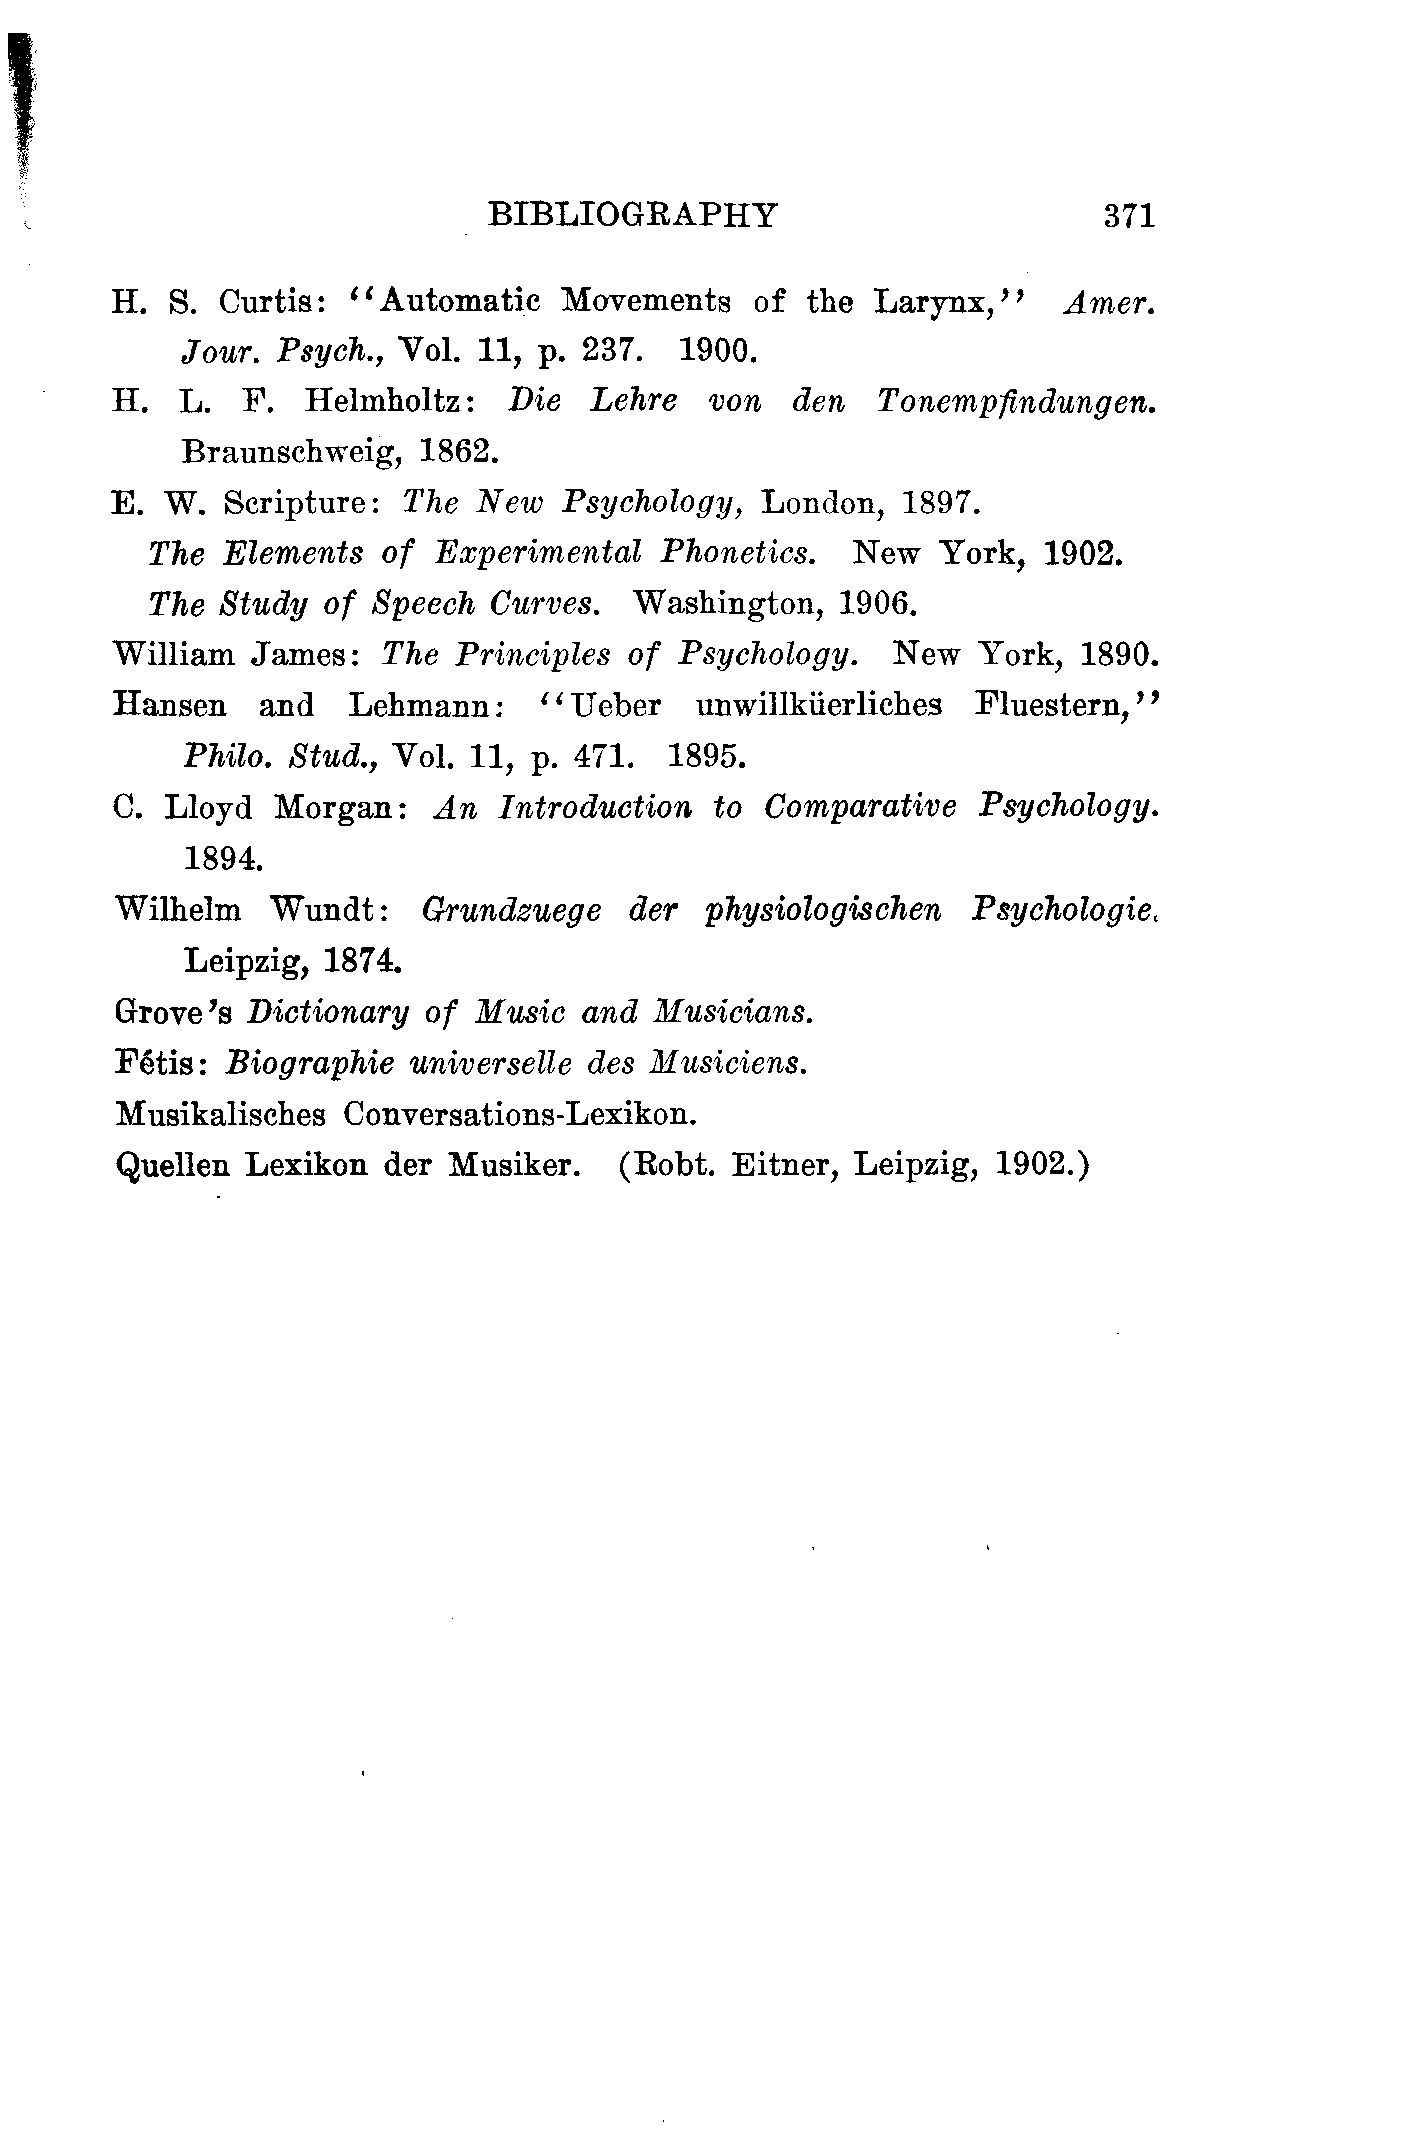 BIBLIOGRAPHY 371
H. S. Curtis: "Automatic Movements of the Larynx," Amer.
Jour. Psych., Vol. 11, p. 237. 1900.
H. L. F. Helmholtz: Die Lehre von den Tonempfindungen.
Braunschweig, 1862.
E. W. Scripture: The New Psychology, London, 1897.
The Elements of Experimental Phonetics. New York, 1902.
The Study of Speech Curves. Washington, 1906.
William James: The Principles of Psychology. New York, 1890.
Hansen and Lehmann: "Ueber unwillküerliches Fluestern,"
Philo. Stud., Vol. 11, p. 471. 1895.
C. Lloyd Morgan: An Introduction to Comparative Psychology.
1894.
Wilhelm Wundt: Grundzuege der physiologischen Psychologie.
Leipzig, 1874.
Grove's Dictionary of Music and Musicians.
Fétis: Biographie universelle des Musiciens.
Musikalisches Conversations-Lexikon.
Quellen Lexikon der Musiker. (Robt. Eitner, Leipzig, 1902.)